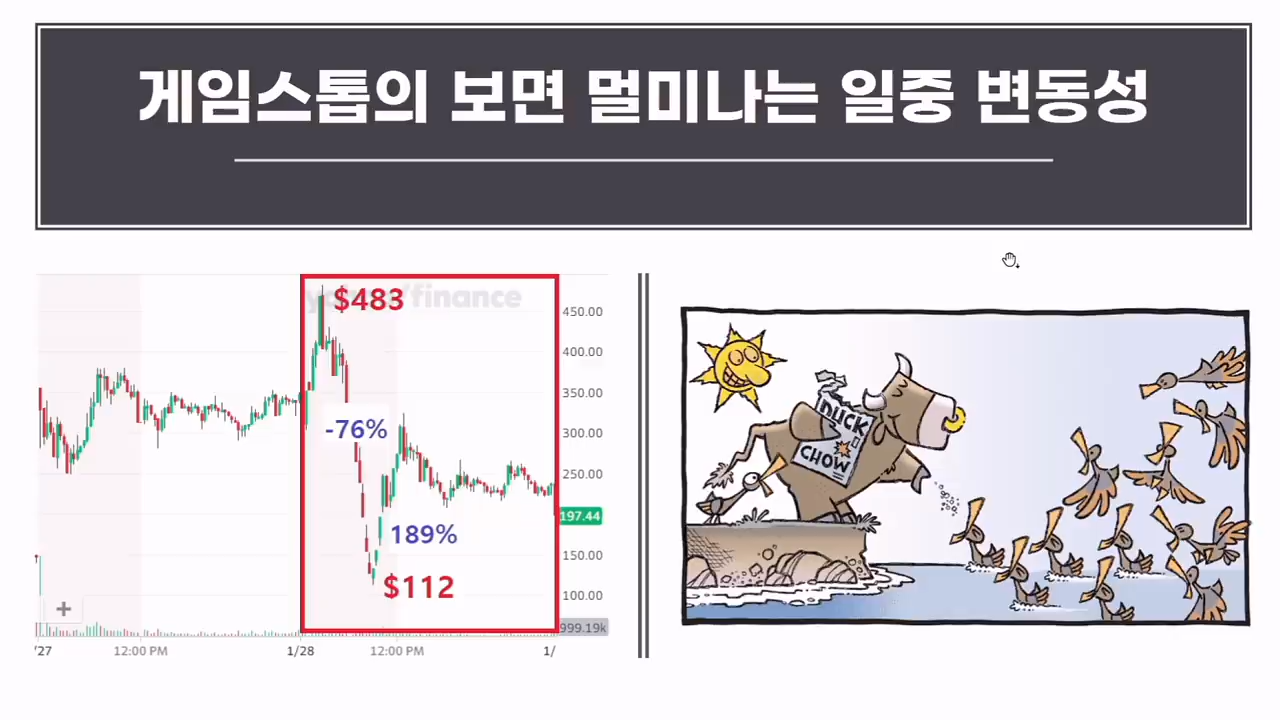 게임스톱의 보면 멀미나는 일중 변동성
yahoo/finance
$483
450.00
400.00
350.00
-76%
300.00
250.00
197.44
189%
150.00
$112
100.00
+
999.19k
'27
12:00 PM
1/28
12:00 PM
1/
DUCK
CHOW